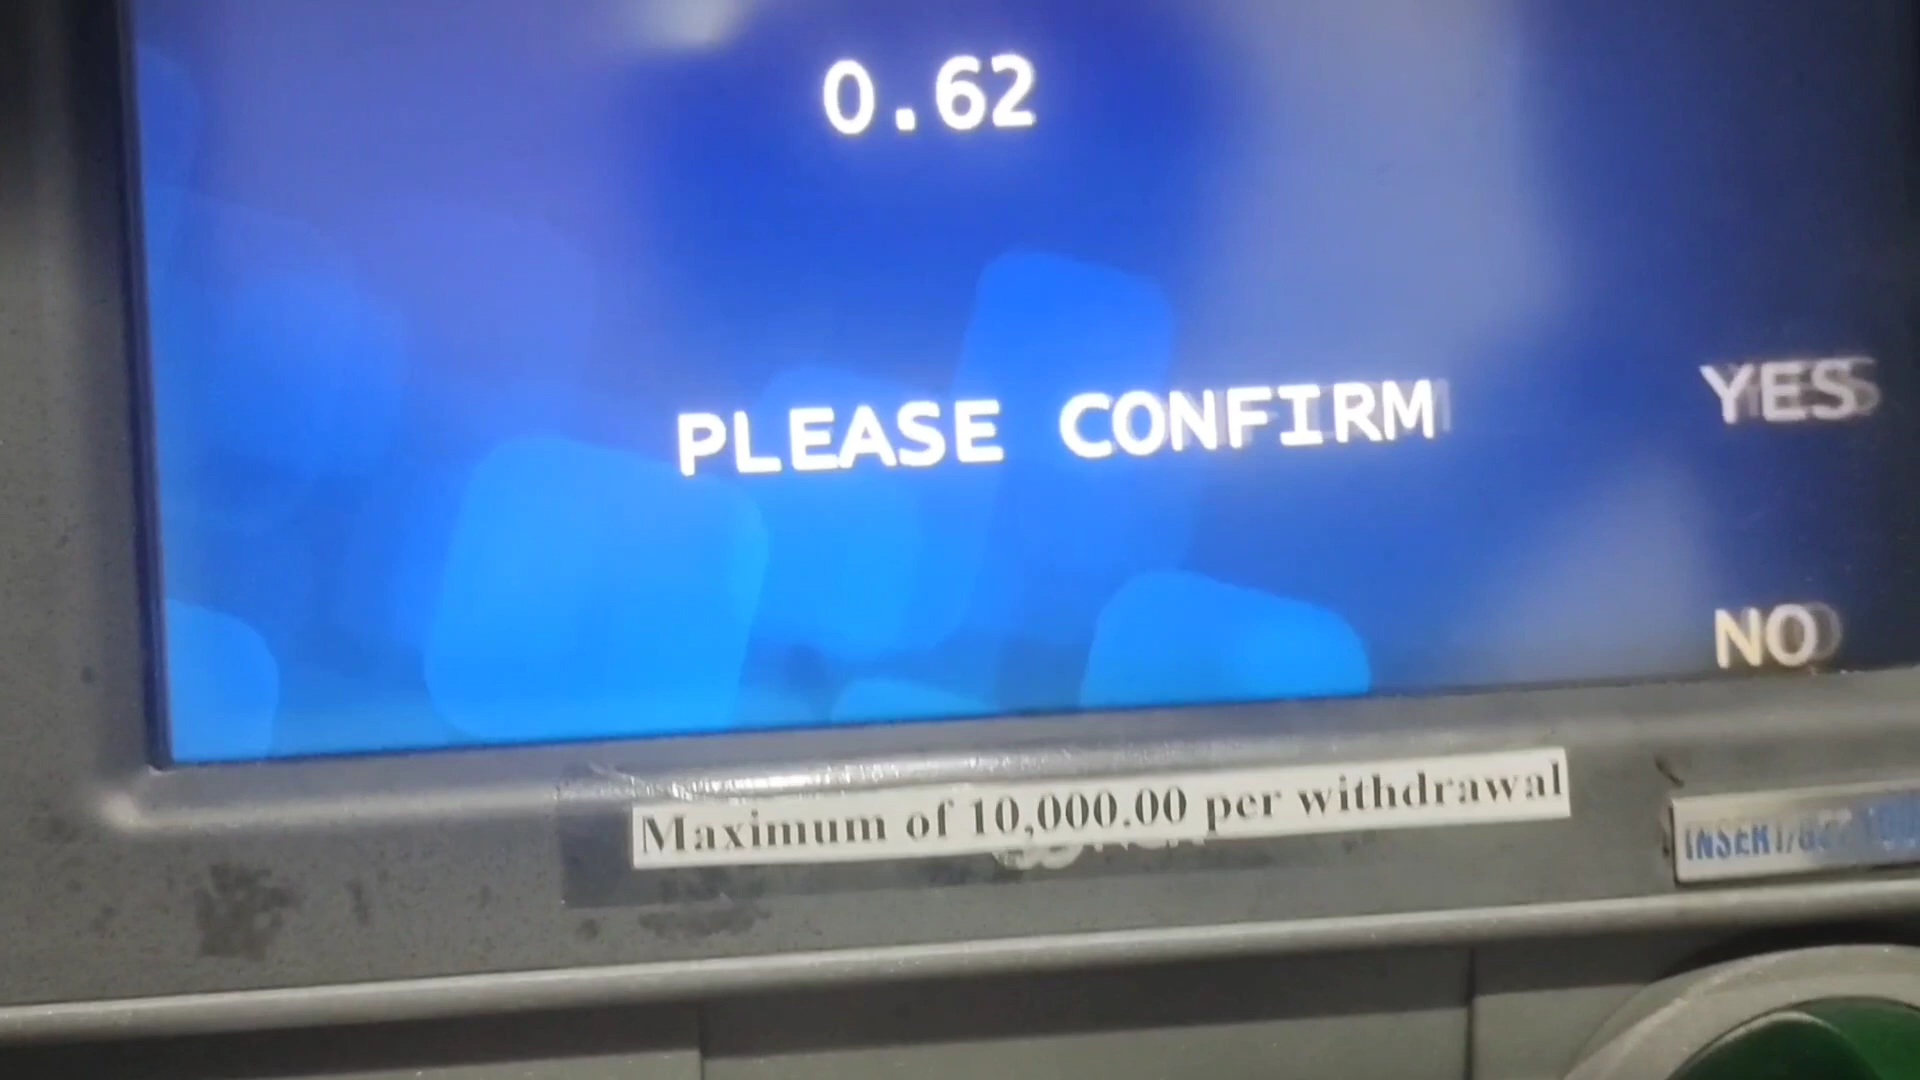 0.62
PLEASE CONFIRM
YES
NO
Maximum of 10,000.00 per withdrawal